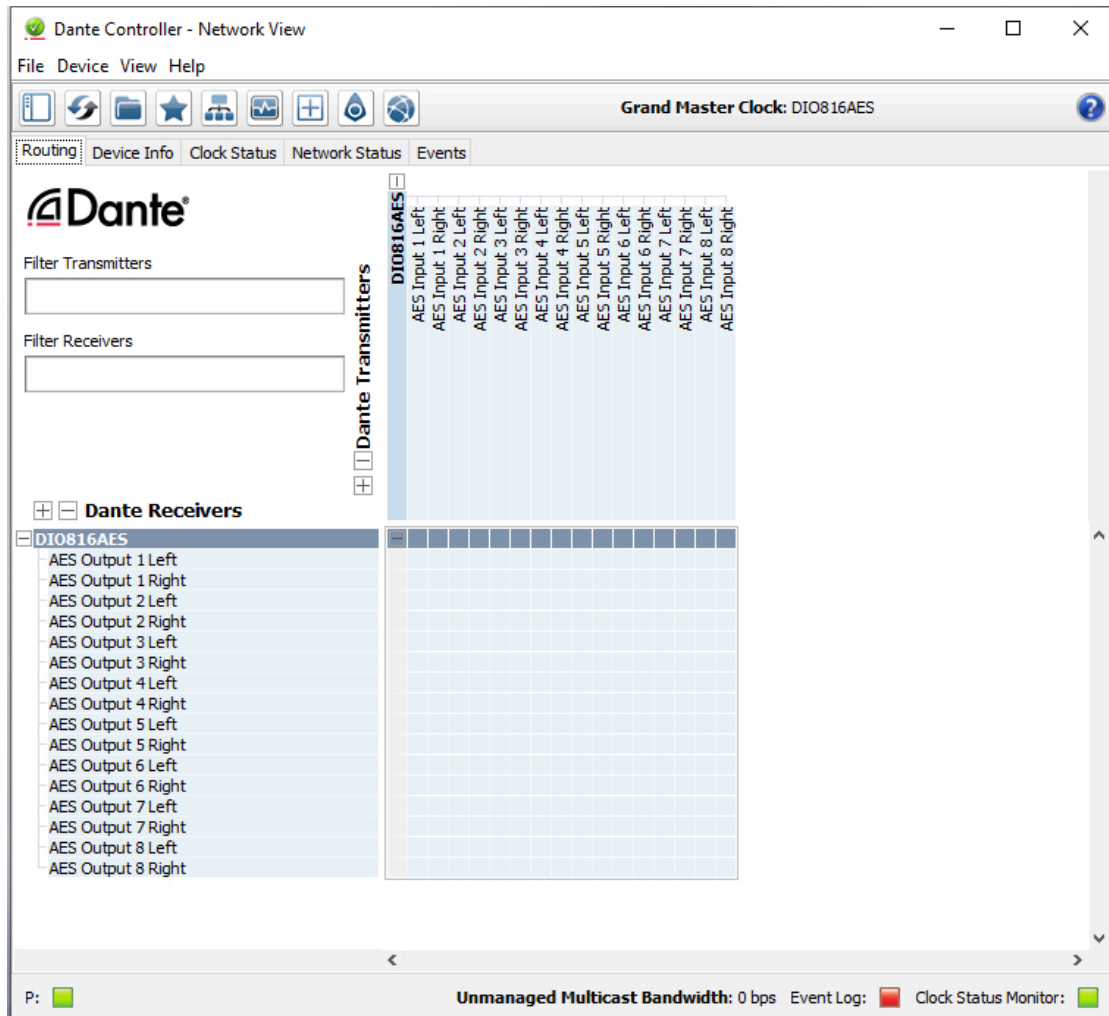 Dante Controller - Network View
File Device View Help
Grand Master Clock: DIO816AES
Routing Device Info Clock Status Network Status Events
Dante®
Filter Transmitters
Filter Receivers
Dante Transmitters
DIO816AES
AES Input 1 Left
AES Input 1 Right
AES Input 2 Left
AES Input 2 Right
AES Input 3 Left
AES Input 3 Right
AES Input 4 Left
AES Input 4 Right
AES Input 5 Left
AES Input 5 Right
AES Input 6 Left
AES Input 6 Right
AES Input 7 Left
AES Input 7 Right
AES Input 8 Left
AES Input 8 Right
Dante Receivers
DIO816AES
AES Output 1 Left
AES Output 1 Right
AES Output 2 Left
AES Output 2 Right
AES Output 3 Left
AES Output 3 Right
AES Output 4 Left
AES Output 4 Right
AES Output 5 Left
AES Output 5 Right
AES Output 6 Left
AES Output 6 Right
AES Output 7 Left
AES Output 7 Right
AES Output 8 Left
AES Output 8 Right
P: Unmanaged Multicast Bandwidth: 0 bps Event Log: Clock Status Monitor: